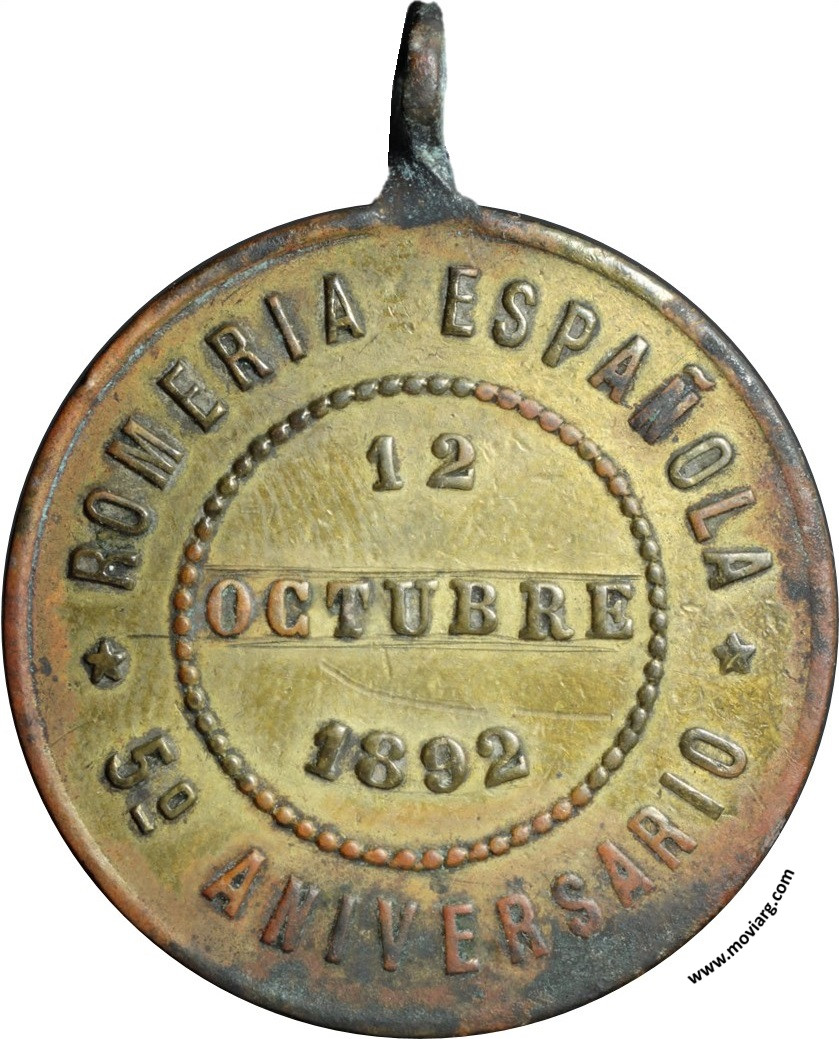 ROMERIA ESPAÑOLA
12
OCTUBRE
1892
5º ANIVERSARIO
www.moviarg.com